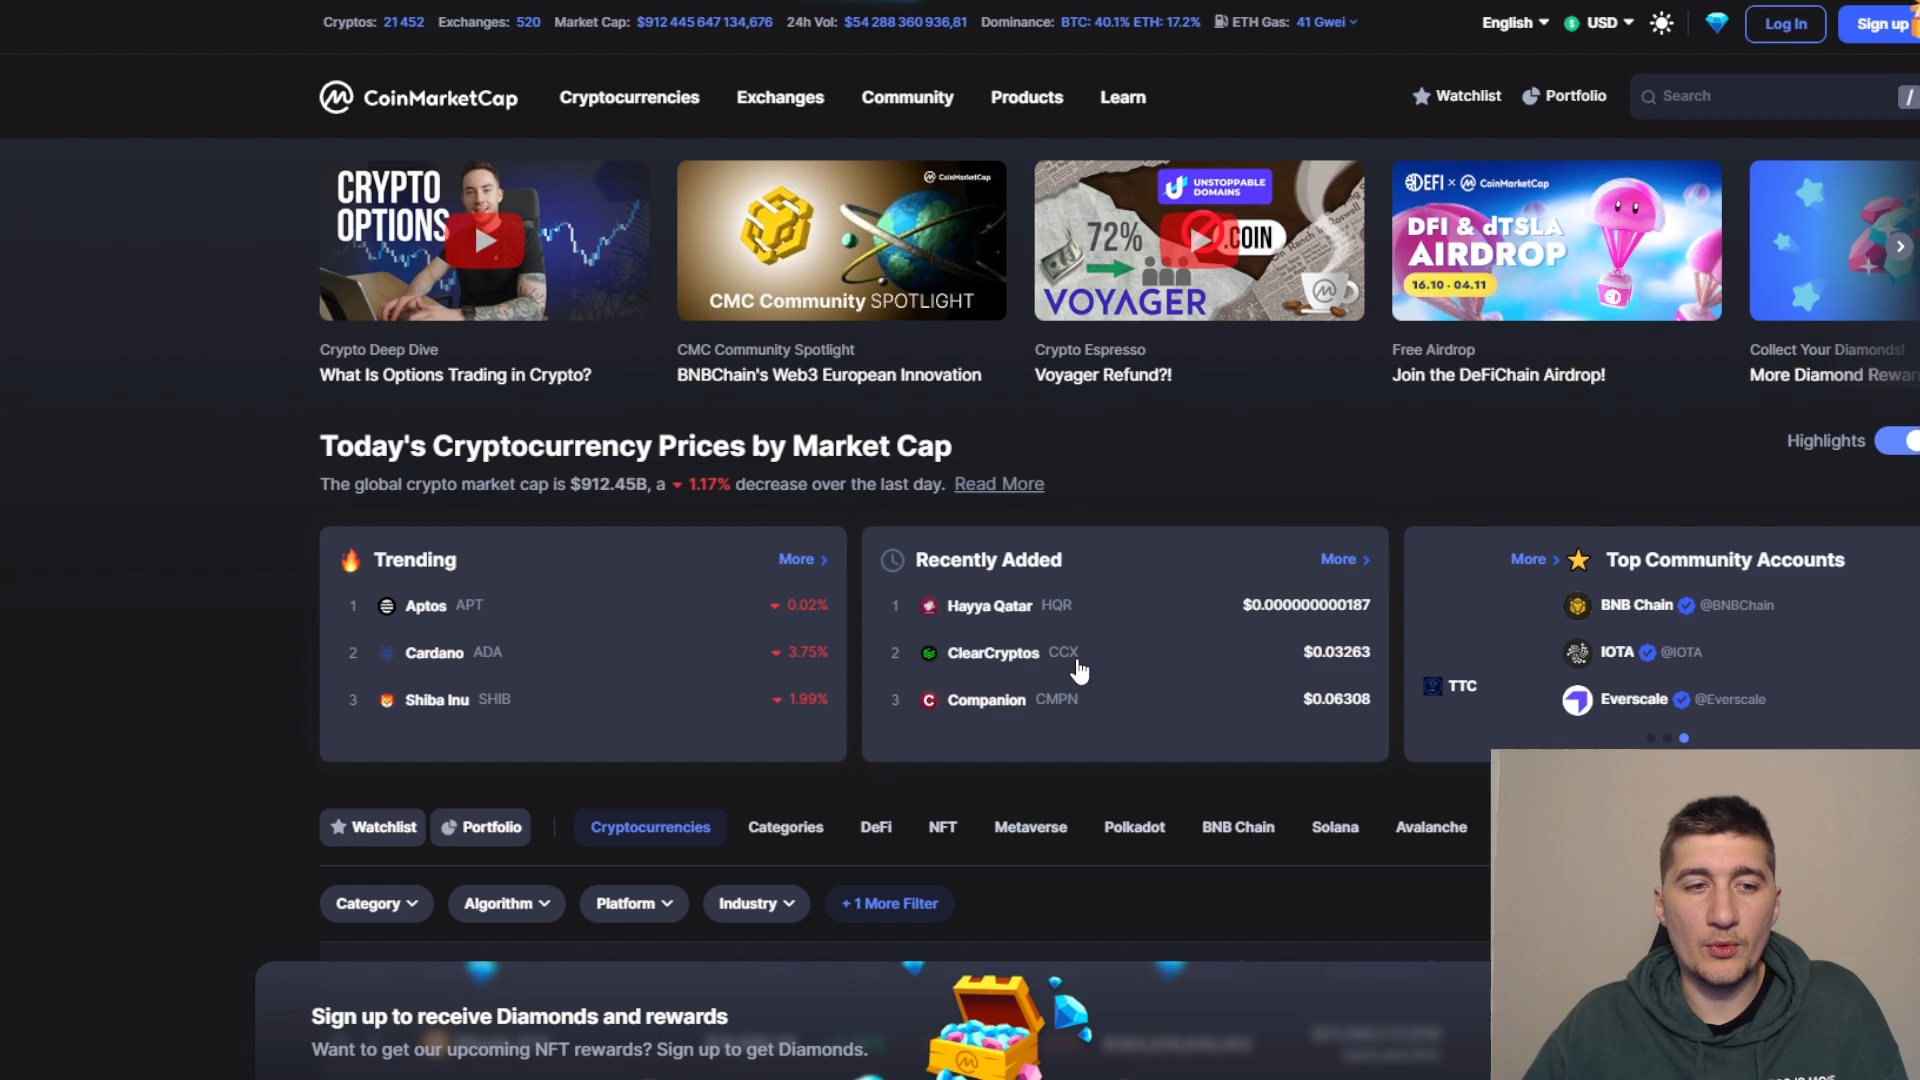 Cryptos: 21 452 Exchanges: 520 Market Cap: $912 445 647 134,676 24h Vol: $54 288 360 936,81 Dominance: BTC: 40.1% ETH: 17.2% ETH Gas: 41 Gwei
English USD Log In Sign up
CoinMarketCap Cryptocurrencies Exchanges Community Products Learn Watchlist Portfolio Search /
CRYPTO
OPTIONS
CoinMarketCap
CMC Community SPOTLIGHT
UNSTOPPABLE
DOMAINS
72% .COIN
VOYAGER
DEFI × CoinMarketCap
DFI & dTSLA
AIRDROP
16.10 - 04.11
Crypto Deep Dive
What Is Options Trading in Crypto?
CMC Community Spotlight
BNBChain's Web3 European Innovation
Crypto Espresso
Voyager Refund?!
Free Airdrop
Join the DeFiChain Airdrop!
Collect Your Diamonds!
More Diamond
Today's Cryptocurrency Prices by Market Cap
Highlights
The global crypto market cap is $912.45B, a 1.17% decrease over the last day. Read More
Trending More
1 Aptos APT 0.02%
2 Cardano ADA 3.75%
3 Shiba Inu SHIB 1.99%
Recently Added More
1 Hayya Qatar HQR $0.000000000187
2 ClearCryptos CCX $0.03263
3 Companion CMPN $0.06308
More Top Community Accounts
BNB Chain @BNBChain
IOTA @IOTA
TTC
Everscale @Everscale
Watchlist Portfolio Cryptocurrencies Categories DeFi NFT Metaverse Polkadot BNB Chain Solana Avalanche
Category Algorithm Platform Industry + 1 More Filter
Sign up to receive Diamonds and rewards
Want to get our upcoming NFT rewards? Sign up to get Diamonds.